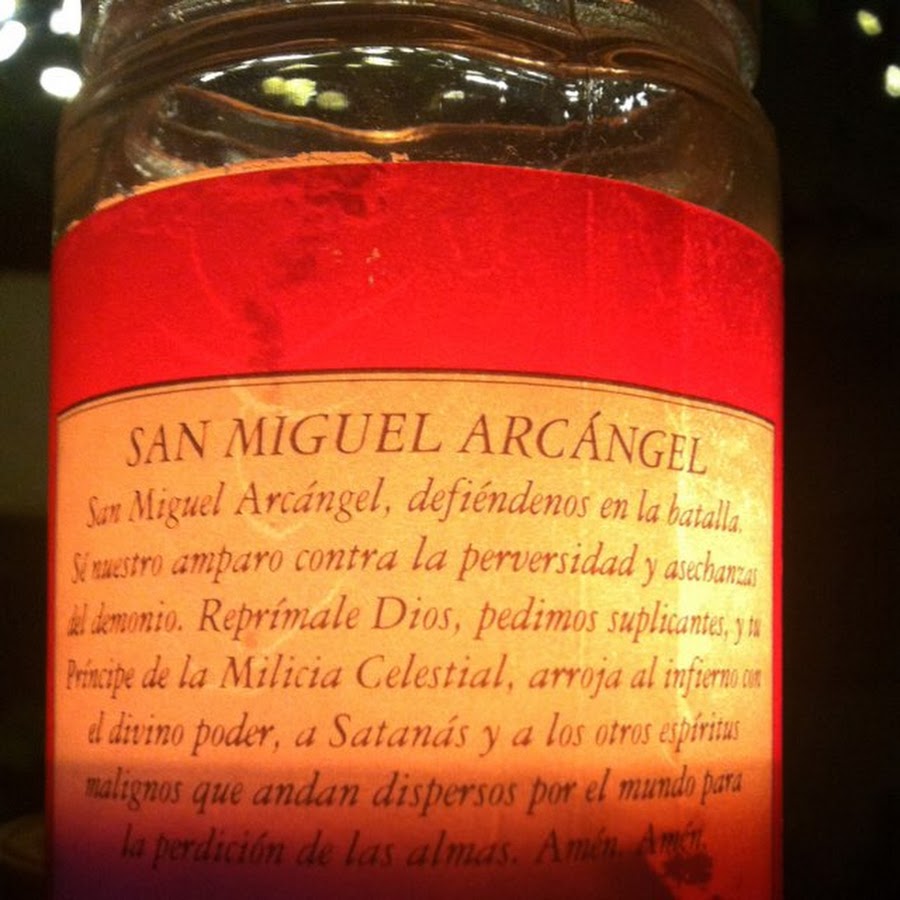 SAN MIGUEL ARCÁNGEL
San Miguel Arcángel, defiéndenos en la batalla.
Sé nuestro amparo contra la perversidad y asechanzas
del demonio. Reprímale Dios, pedimos suplicantes, y tu
Príncipe de la Milicia Celestial, arroja al infierno con
el divino poder, a Satanás y a los otros espíritus
malignos que andan dispersos por el mundo para
la perdición de las almas. Amén. Amén.